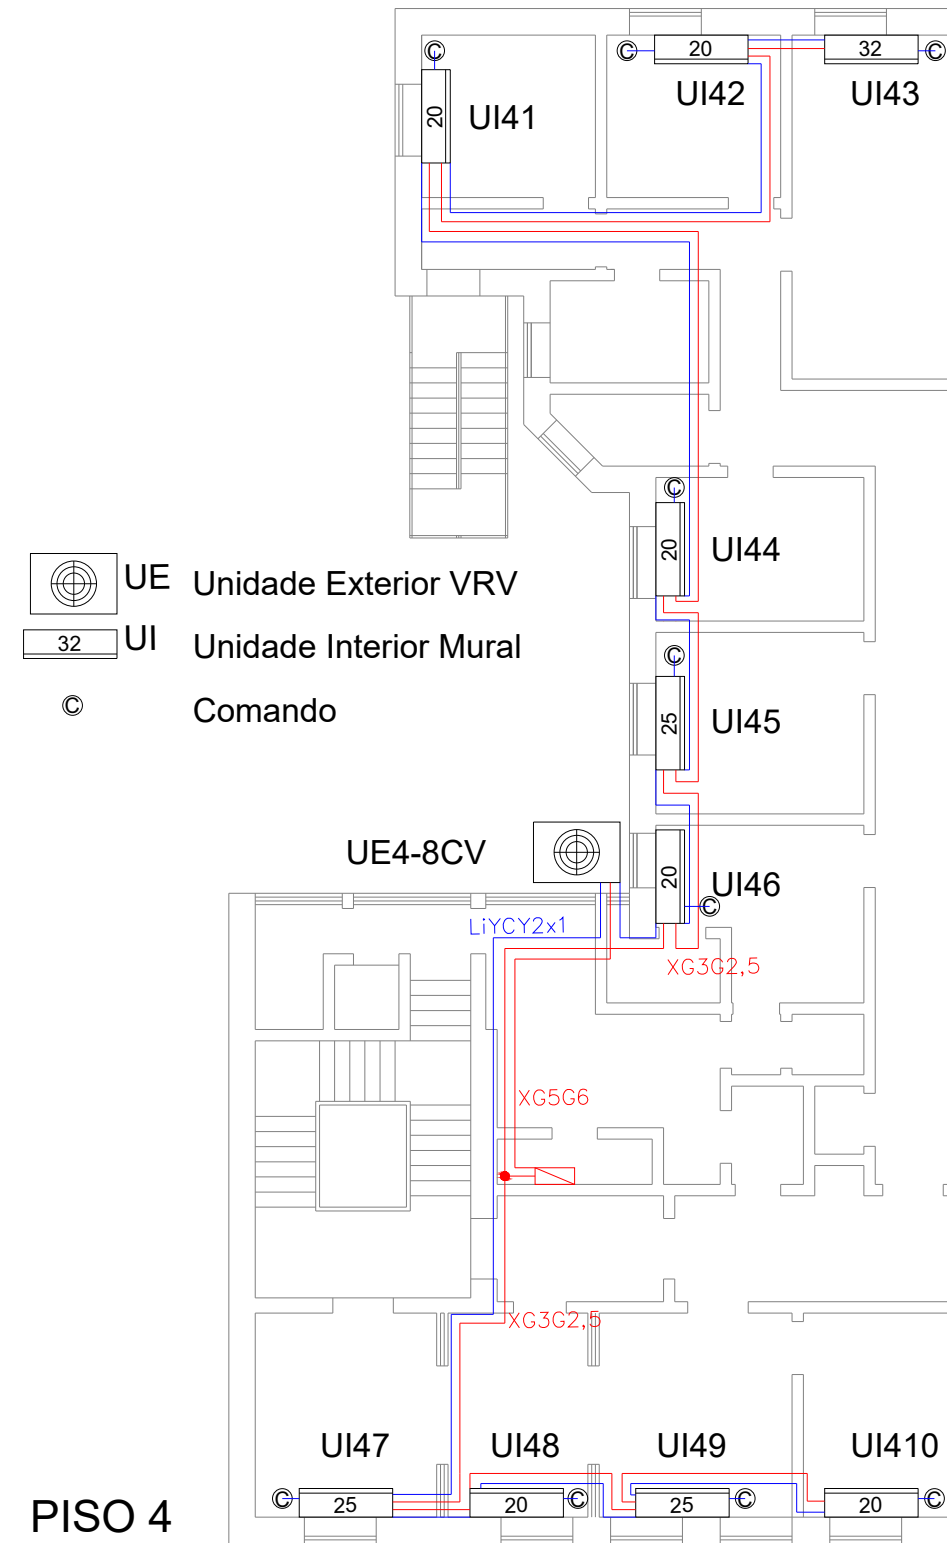 C
C
20
32
C
20
UI42
UI43
UI41
C
20
UI44
UE
Unidade Exterior VRV
32
UI
Unidade Interior Mural
C
Comando
C
25
UI45
UE4-8CV
20
UI46
C
LiYCY2x1
XG3G2,5
XG5G6
XG3G2,5
UI47
UI48
UI49
UI410
C
25
20
C
25
C
20
C
PISO 4